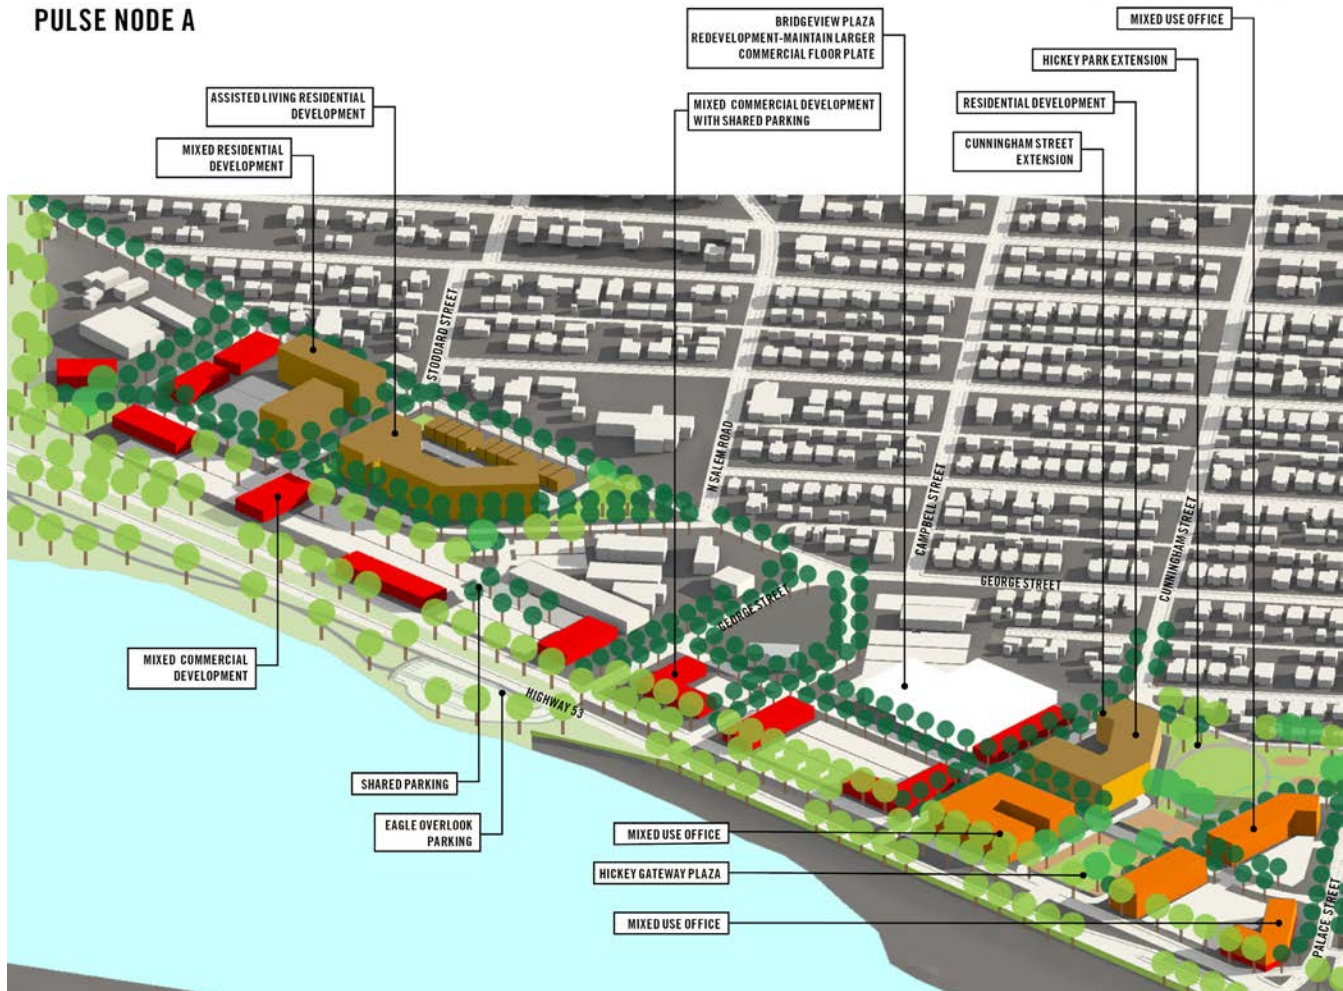 PULSE NODE A
BRIDGEVIEW PLAZA
REDEVELOPMENT-MAINTAIN LARGER
COMMERCIAL FLOOR PLATE
MIXED USE OFFICE
HICKEY PARK EXTENSION
ASSISTED LIVING RESIDENTIAL
DEVELOPMENT
MIXED COMMERCIAL DEVELOPMENT
WITH SHARED PARKING
RESIDENTIAL DEVELOPMENT
MIXED RESIDENTIAL
DEVELOPMENT
CUNNINGHAM STREET
EXTENSION
STODDARD STREET
N SALEM ROAD
CAMPBELL STREET
CUNNINGHAM STREET
GEORGE STREET
GEORGE STREET
MIXED COMMERCIAL
DEVELOPMENT
HIGHWAY 53
SHARED PARKING
EAGLE OVERLOOK
PARKING
MIXED USE OFFICE
HICKEY GATEWAY PLAZA
MIXED USE OFFICE
PALACE STREET